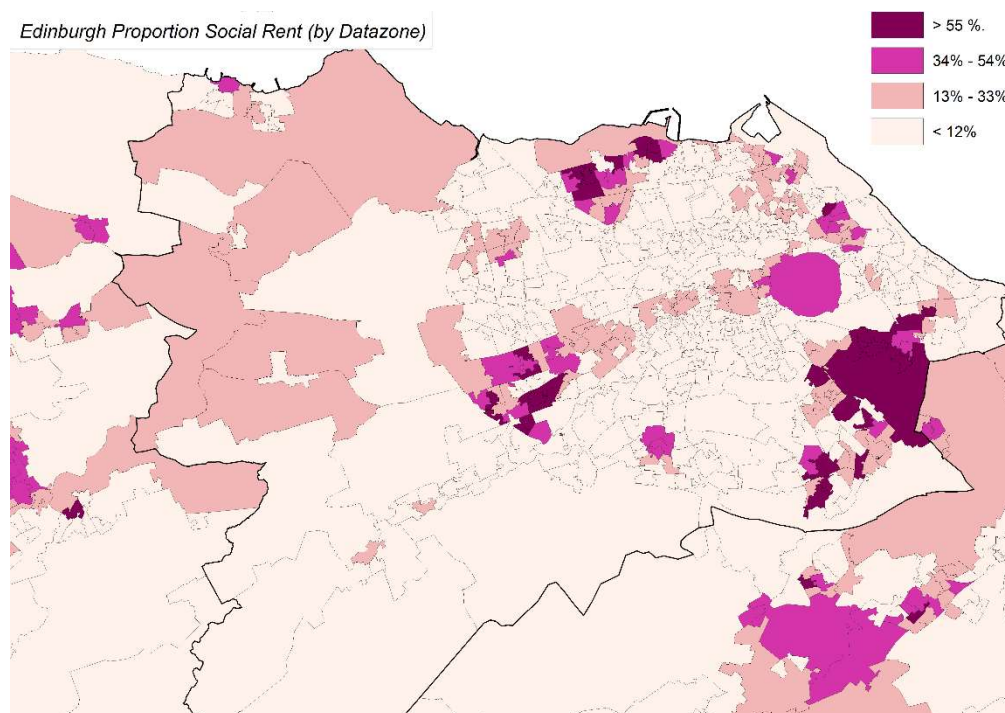 Edinburgh Proportion Social Rent (by Datazone)
> 55 %.
34% - 54%
13% - 33%
< 12%